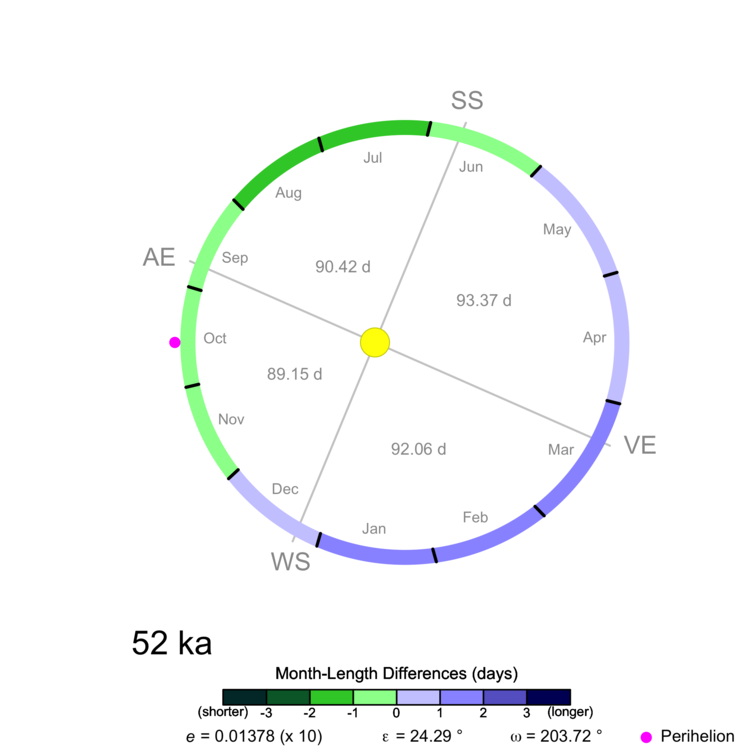 SS
Jul
Jun
Aug
May
AE
Sep
90.42 d
93.37 d
Oct
Apr
89.15 d
Nov
VE
92.06 d
Mar
Dec
Feb
Jan
WS
52 ka
Month-Length Differences (days)
(shorter) -3 -2 -1 0 1 2 3 (longer)
e = 0.01378 (x 10) ε = 24.29 ° ω = 203.72 ° Perihelion